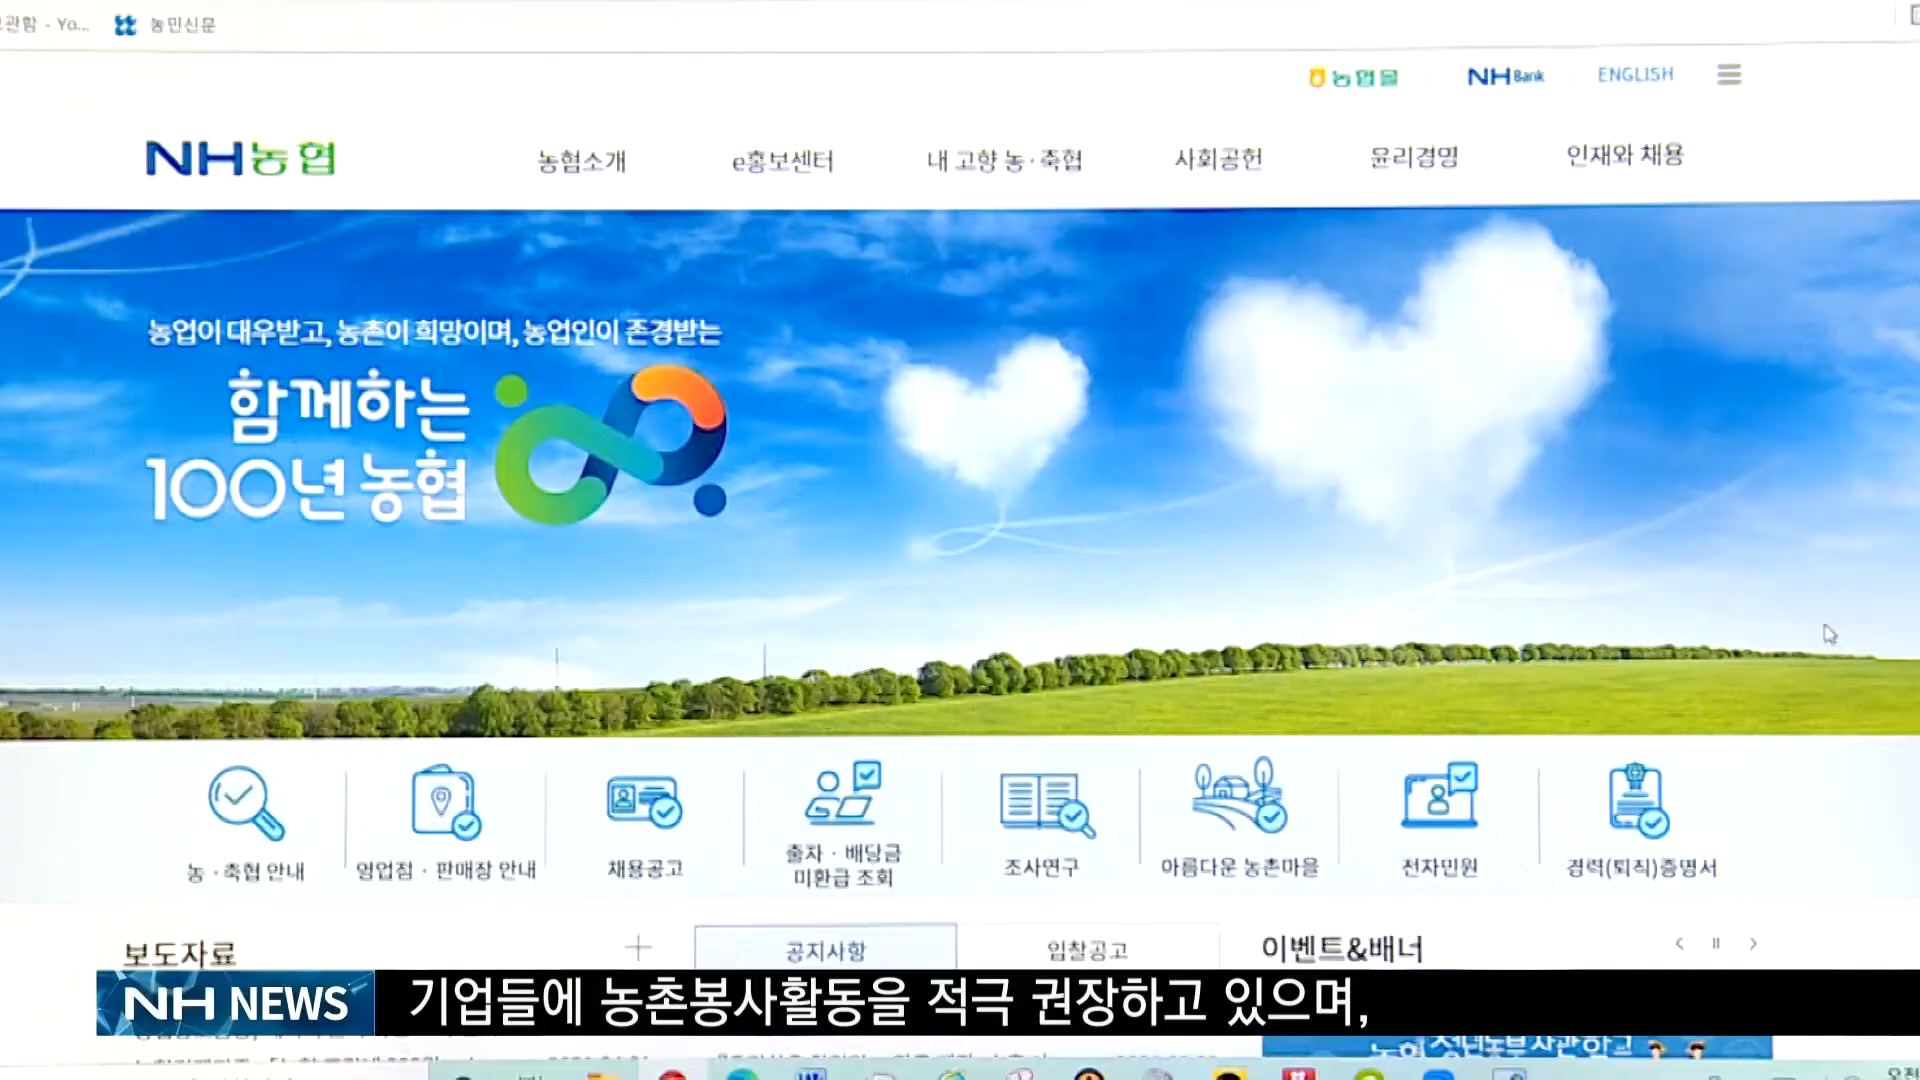 농민신문
농협몰
NH Bank
ENGLISH
NH농협
농협소개
e홍보센터
내 고향 농·축협
사회공헌
윤리경영
인재와 채용
농업이 대우받고, 농촌이 희망이며, 농업인이 존경받는
함께하는
100년 농협
농·축협 안내
영업점·판매장 안내
채용공고
출자·배당금
미환급 조회
조사연구
아름다운 농촌마을
전자민원
경력(퇴직)증명서
보도자료
공지사항
입찰공고
이벤트&배너
NH NEWS
기업들에 농촌봉사활동을 적극 권장하고 있으며,